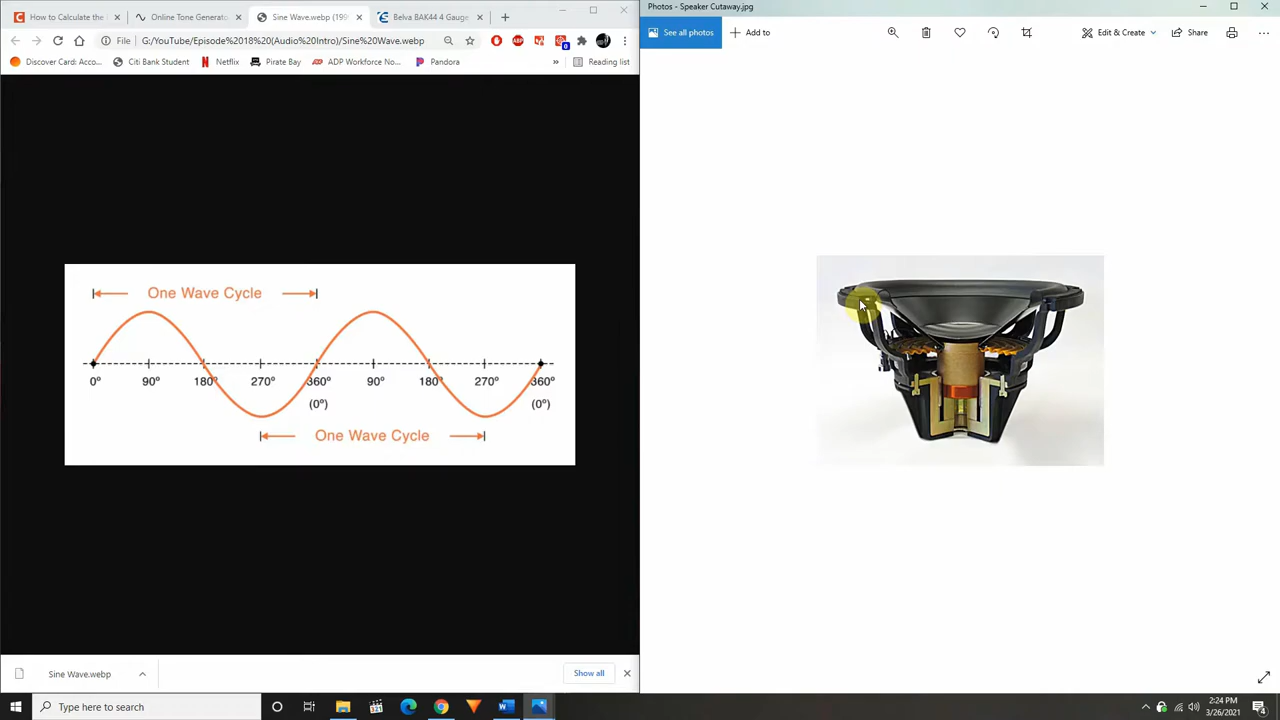 How to Calculate the
Online Tone Generato
Sine Wave.webp (199
Belva BAK44 4 Gauge
File
G:/YouTube/Episode%2018%20(Audio%20Intro)/Sine%20Wave.webp
Discover Card: Acco...
Citi Bank Student
Netflix
Pirate Bay
ADP Workforce No...
Pandora
»
Reading list
One Wave Cycle
0° 90° 180° 270° 360° 90° 180° 270° 360°
(0°) (0°)
One Wave Cycle
Sine Wave.webp
Show all
Photos - Speaker Cutaway.jpg
See all photos
Add to
Edit & Create
Share
Type here to search
2:24 PM
3/26/2021